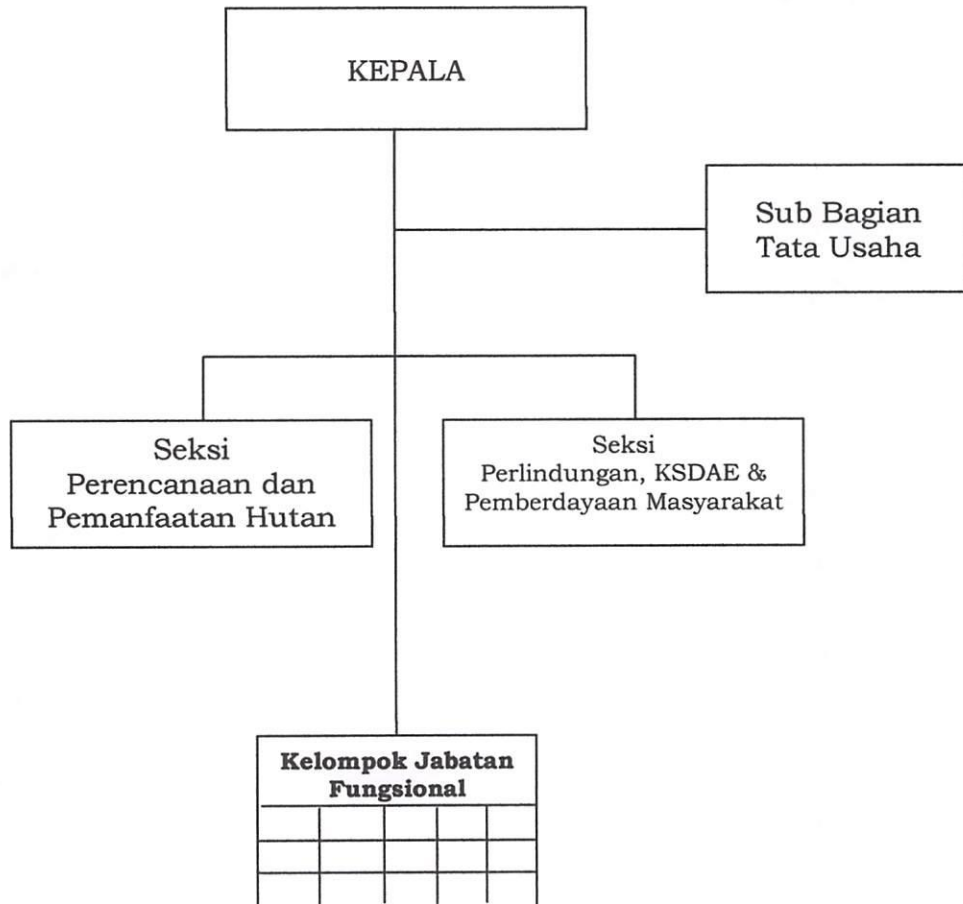 KEPALA
Sub Bagian
Tata Usaha
Seksi
Perencanaan dan
Pemanfaatan Hutan
Seksi
Perlindungan, KSDAE &
Pemberdayaan Masyarakat
Kelompok Jabatan
Fungsional